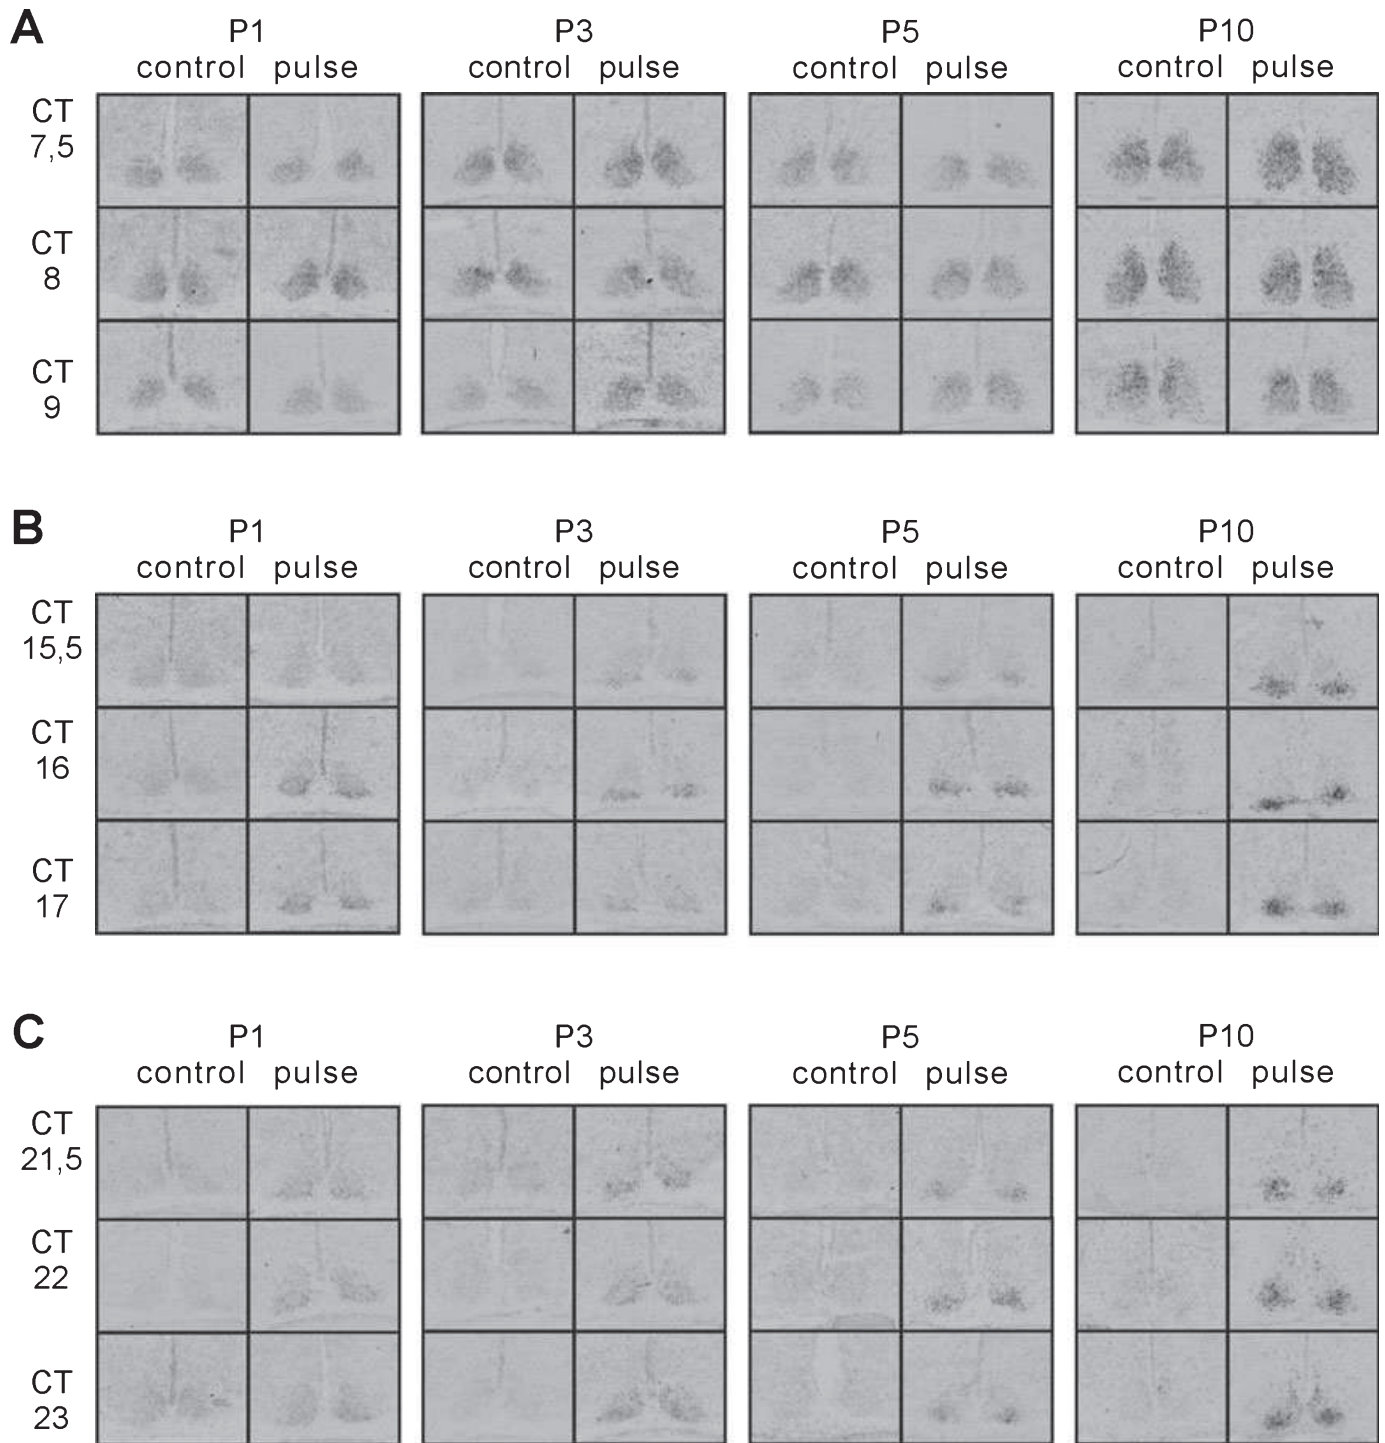 A
P1 P3 P5 P10
control pulse control pulse control pulse control pulse
CT
7,5
CT
8
CT
9
B
P1 P3 P5 P10
control pulse control pulse control pulse control pulse
CT
15,5
CT
16
CT
17
C
P1 P3 P5 P10
control pulse control pulse control pulse control pulse
CT
21,5
CT
22
CT
23